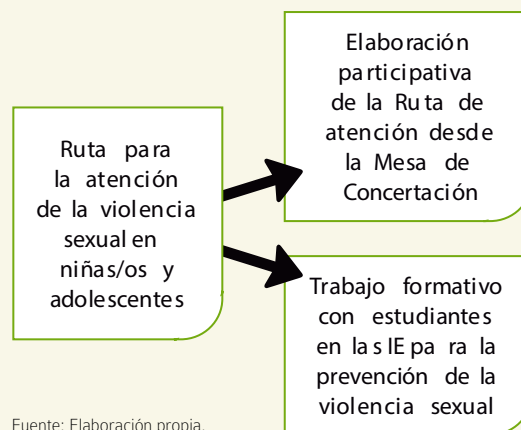 Ruta para
la atención
de la violencia
sexual en
niñas/os y
adolescentes
Elaboración
participativa
de la Ruta de
atención desde
la Mesa de
Concertación
Trabajo formativo
con estudiantes
en las IE para la
prevención de la
violencia sexual
Fuente: Elaboración propia.